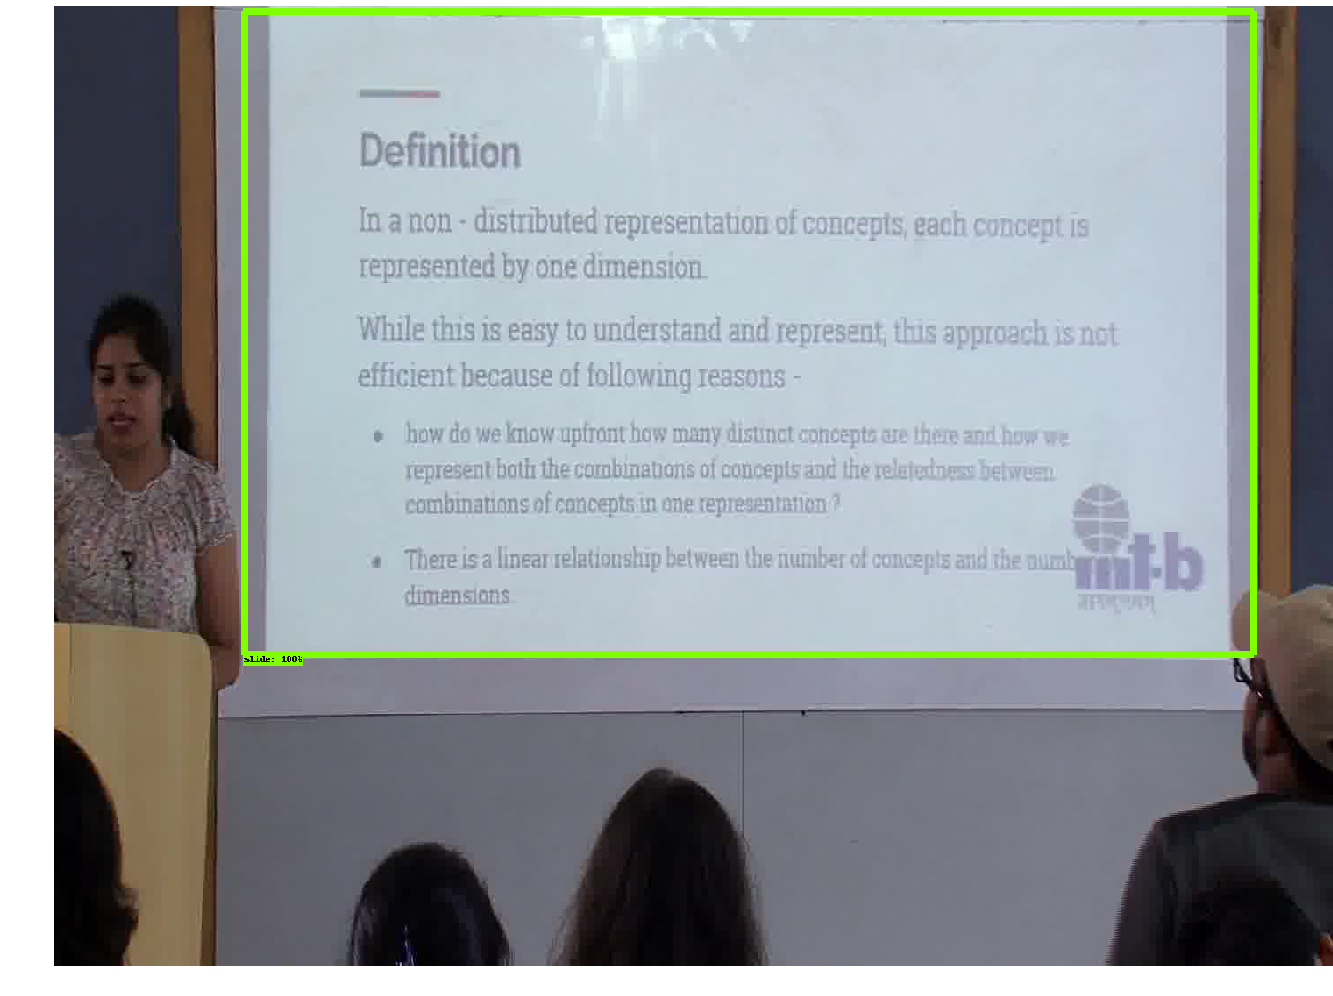 Definition
In a non - distributed representation of concepts, each concept is
represented by one dimension.
While this is easy to understand and represent, this approach is not
efficient because of following reasons -
• how do we know upfront how many distinct concepts are there and how we
represent both the combinations of concepts and the relatedness between
combinations of concepts in one representation ?
• There is a linear relationship between the number of concepts and the numb
dimensions.
iiit-b
slide: 100%